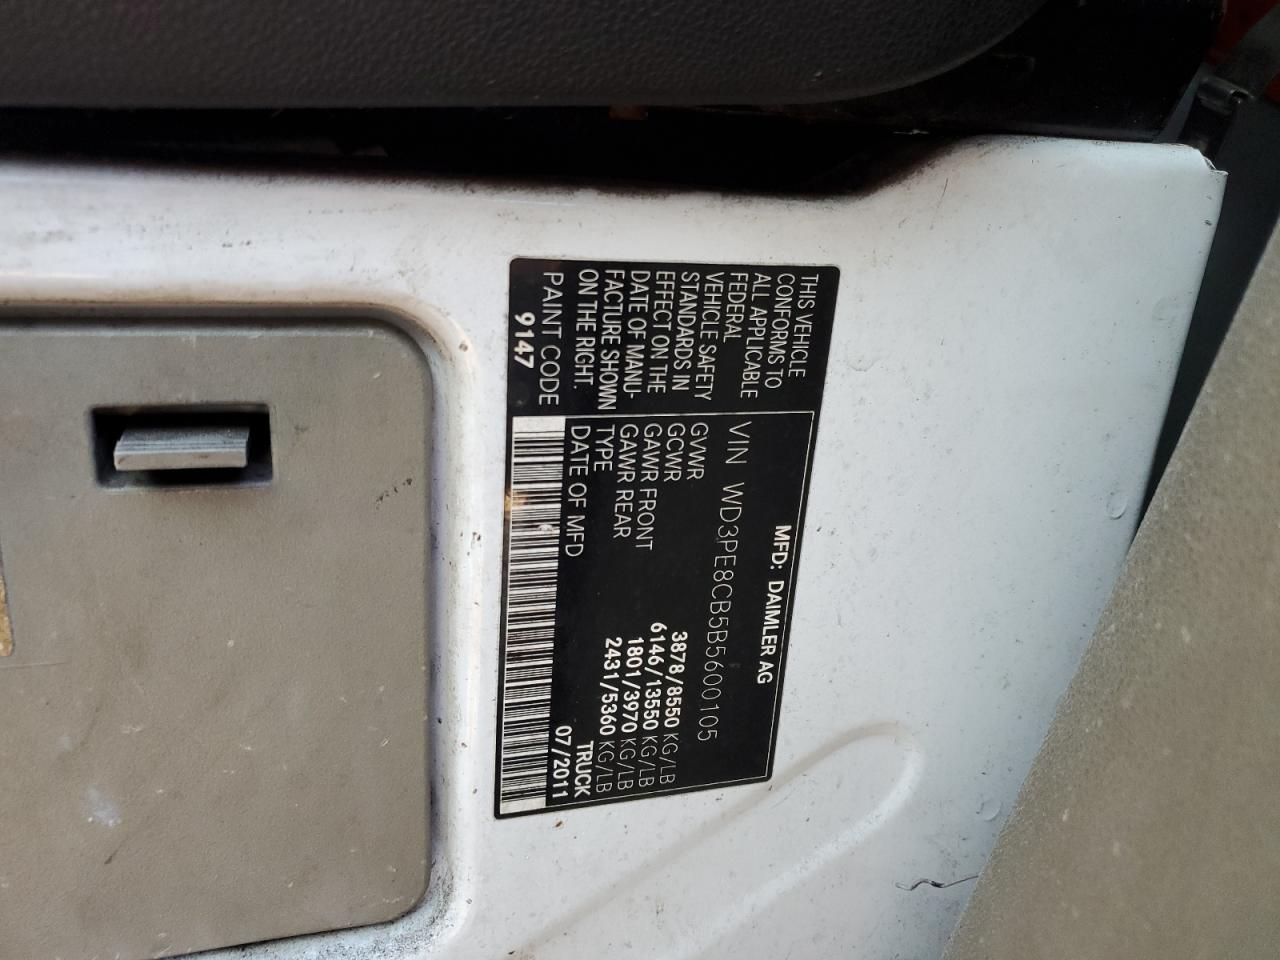 THIS VEHICLE
CONFORMS TO
ALL APPLICABLE
FEDERAL
VEHICLE SAFETY
STANDARDS IN
EFFECT ON THE
DATE OF MANU-
FACTURE SHOWN
ON THE RIGHT.
PAINT CODE
9147
MFD: DAIMLER AG
VIN WD3PE8CB5B5600105
GVWR 3878/8550 KG/LB
GCWR 6146/13550 KG/LB
GAWR FRONT 1801/3970 KG/LB
GAWR REAR 2431/5360 KG/LB
TYPE TRUCK
DATE OF MFD 07/2011